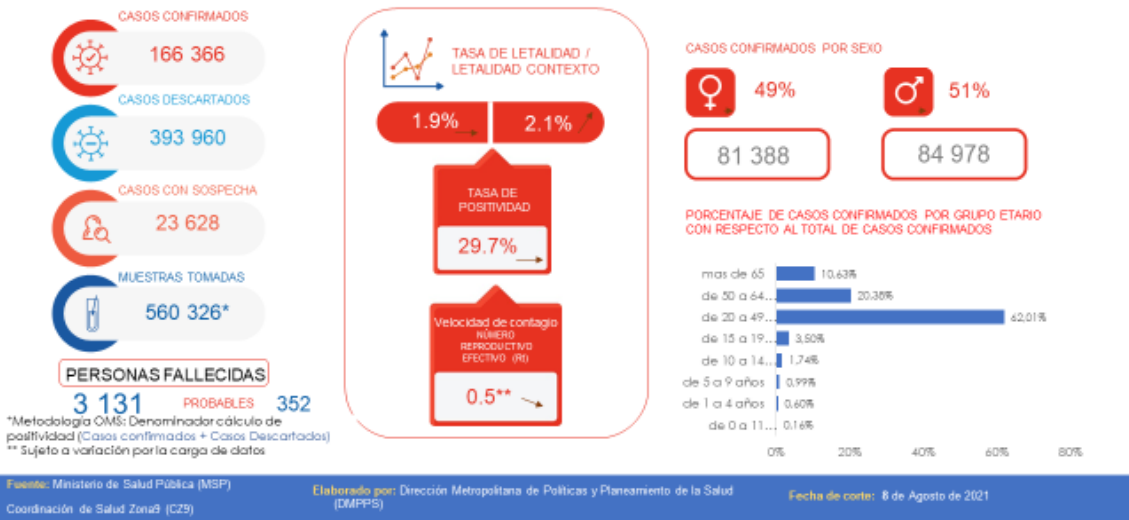 CASOS CONFIRMADOS
166 366
CASOS DESCARTADOS
393 960
CASOS CON SOSPECHA
23 628
MUESTRAS TOMADAS
560 326*
PERSONAS FALLECIDAS
3 131 PROBABLES 352
*Metodología OMS: Denominador cálculo de
positividad (Casos confirmados + Casos Descartados)
** Sujeto a variación por la carga de datos
TASA DE LETALIDAD /
LETALIDAD CONTEXTO
1.9% 2.1%
TASA DE
POSITIVIDAD
29.7%
Velocidad de contagio
NÚMERO
REPRODUCTIVO
EFECTIVO (Rt)
0.5**
CASOS CONFIRMADOS POR SEXO
49% 51%
81 388 84 978
PORCENTAJE DE CASOS CONFIRMADOS POR GRUPO ETARIO
CON RESPECTO AL TOTAL DE CASOS CONFIRMADOS
mas de 65 10,63%
de 50 a 64... 20,38%
de 20 a 49... 62,01%
de 15 a 19... 3,50%
de 10 a 14... 1,74%
de 5 a 9 años 0,99%
de 1 a 4 años 0,60%
de 0 a 11... 0,16%
0% 20% 40% 60% 80%
Fuente: Ministerio de Salud Pública (MSP)
Coordinación de Salud Zona9 (CZ9)
Elaborado por: Dirección Metropolitana de Políticas y Planeamiento de la Salud
(DMPPS)
Fecha de corte: 8 de Agosto de 2021